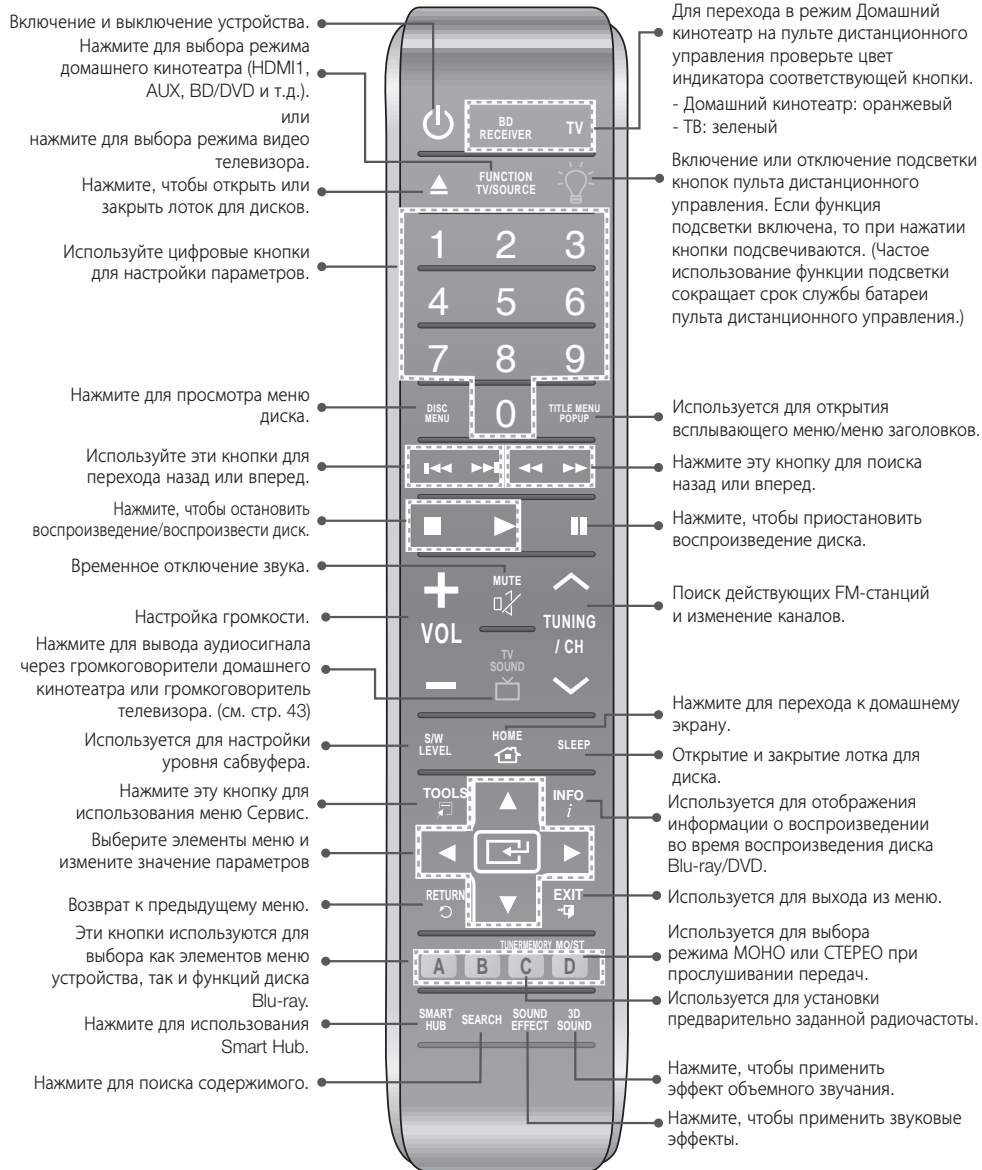 Включение и выключение устройства.
Нажмите для выбора режима
домашнего кинотеатра (HDMI1,
AUX, BD/DVD и т.д.).
или
нажмите для выбора режима видео
телевизора.
Нажмите, чтобы открыть или
закрыть лоток для дисков.
Используйте цифровые кнопки
для настройки параметров.
Нажмите для просмотра меню
диска.
Используйте эти кнопки для
перехода назад или вперед.
Нажмите, чтобы остановить
воспроизведение/воспроизвести диск.
Временное отключение звука.
Настройка громкости.
Нажмите для вывода аудиосигнала
через громкоговорители домашнего
кинотеатра или громкоговоритель
телевизора. (см. стр. 43)
Используется для настройки
уровня сабвуфера.
Нажмите эту кнопку для
использования меню Сервис.
Выберите элементы меню и
измените значение параметров
Возврат к предыдущему меню.
Эти кнопки используются для
выбора как элементов меню
устройства, так и функций диска
Blu-ray.
Нажмите для использования
Smart Hub.
Нажмите для поиска содержимого.
BD
RECEIVER
TV
FUNCTION
TV/SOURCE
1 2 3
4 5 6
7 8 9
DISC
MENU
0
TITLE MENU
POPUP
MUTE
VOL
TUNING
/ CH
TV
SOUND
S/W
LEVEL
HOME
SLEEP
TOOLS
INFO
i
RETURN
EXIT
TUNERMEMORY MO/ST
A B C D
SMART
HUB
SEARCH
SOUND
EFFECT
3D
SOUND
Для перехода в режим Домашний
кинотеатр на пульте дистанционного
управления проверьте цвет
индикатора соответствующей кнопки.
- Домашний кинотеатр: оранжевый
- ТВ: зеленый
Включение или отключение подсветки
кнопок пульта дистанционного
управления. Если функция
подсветки включена, то при нажатии
кнопки подсвечиваются. (Частое
использование функции подсветки
сокращает срок службы батареи
пульта дистанционного управления.)
Используется для открытия
всплывающего меню/меню заголовков.
Нажмите эту кнопку для поиска
назад или вперед.
Нажмите, чтобы приостановить
воспроизведение диска.
Поиск действующих FM-станций
и изменение каналов.
Нажмите для перехода к домашнему
экрану.
Открытие и закрытие лотка для
диска.
Используется для отображения
информации о воспроизведении
во время воспроизведения диска
Blu-ray/DVD.
Используется для выхода из меню.
Используется для выбора
режима МОНО или СТЕРЕО при
прослушивании передач.
Используется для установки
предварительно заданной радиочастоты.
Нажмите, чтобы применить
эффект объемного звучания.
Нажмите, чтобы применить звуковые
эффекты.